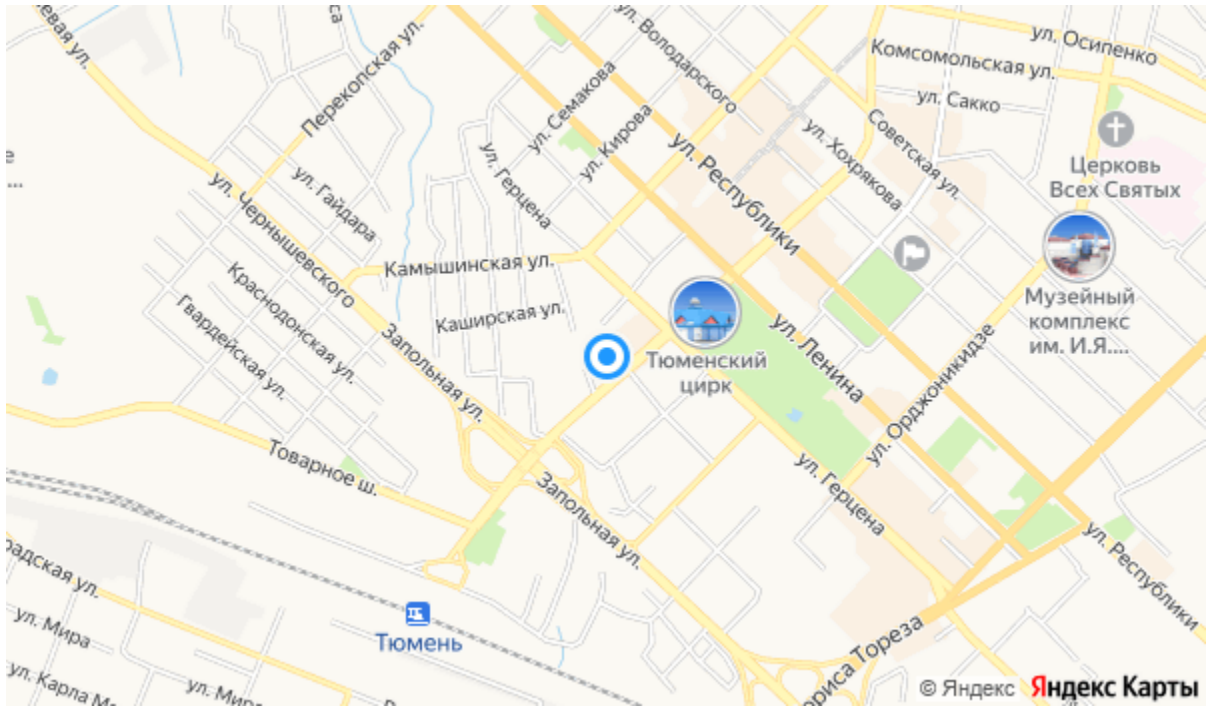 ул. Осипенко
Комсомольская ул.
ул. Сакко
ул. Володарского
Перекопская ул.
ул. Семакова
ул. Кирова
ул. Республики
ул. Хохрякова
Советская ул.
Церковь
Всех Святых
ул. Герцена
ул. Гайдара
ул. Чернышевского
Камышинская ул.
Краснодонская ул.
Гвардейская ул.
Каширская ул.
Музейный
комплекс
им. И.Я....
Запольная ул.
Тюменский
цирк
ул. Ленина
ул. Орджоникидзе
Товарное ш.
Запольная ул.
ул. Герцена
ул. Республики
ул. Мира
Тюмень
ул. Мира
© Яндекс Яндекс Карты